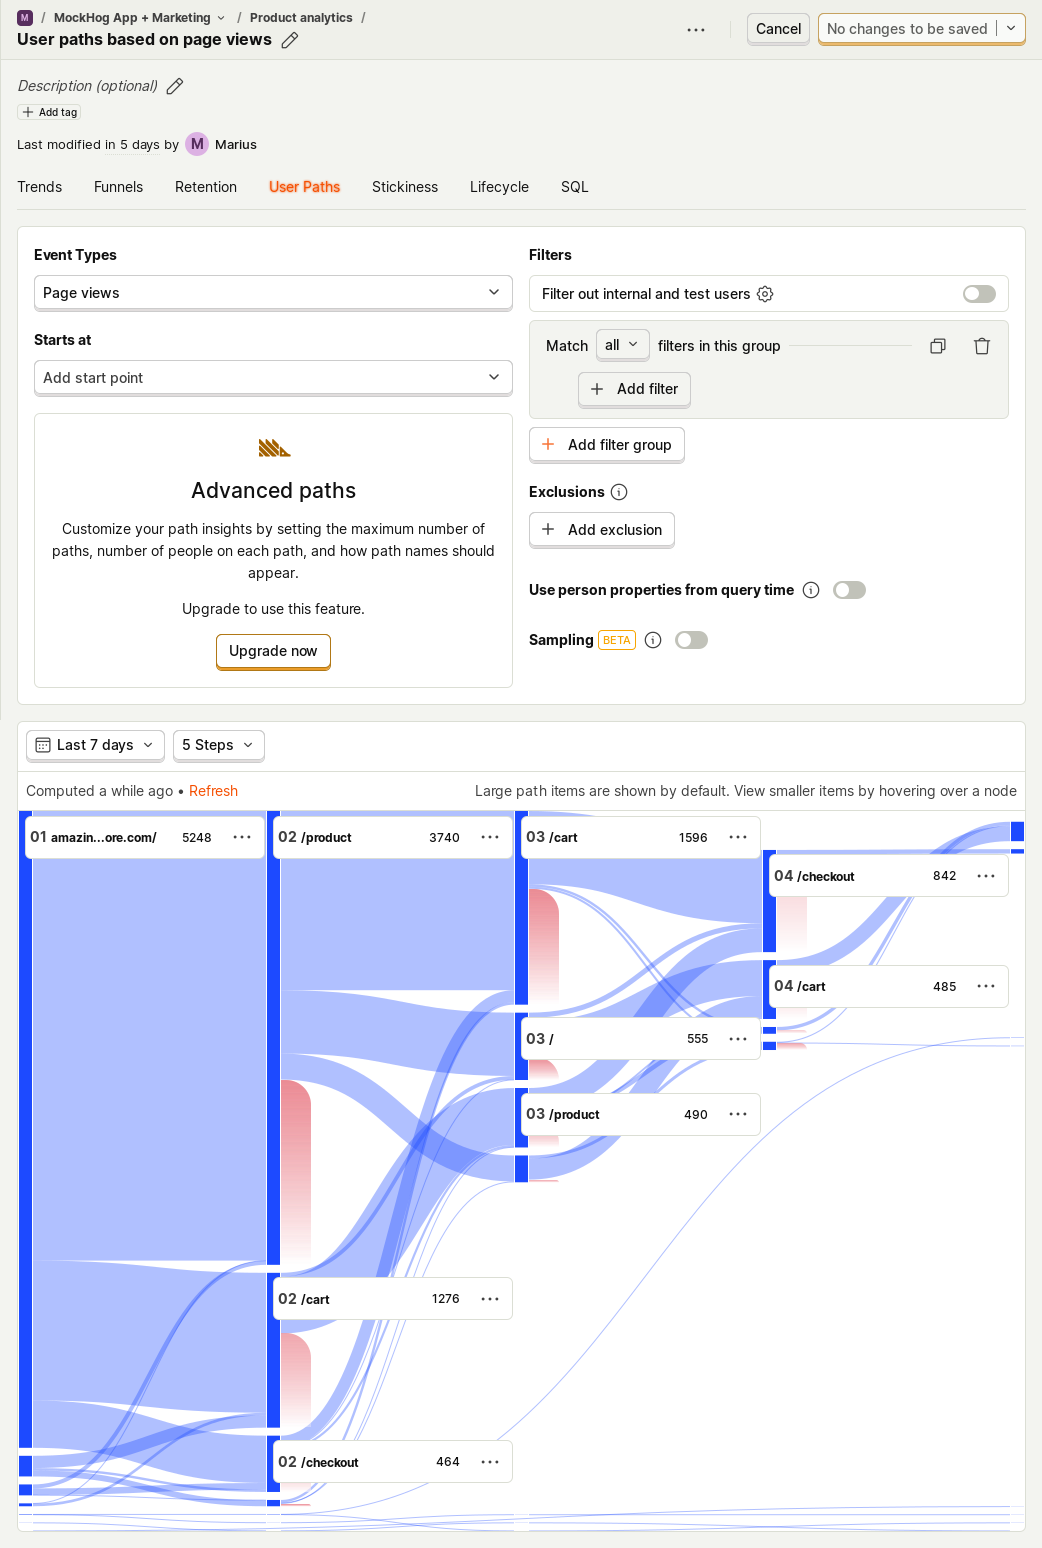 M / MockHog App + Marketing / Product analytics /
User paths based on page views
Cancel
No changes to be saved
Description (optional)
Add tag
Last modified in 5 days by M Marius
Trends Funnels Retention User Paths Stickiness Lifecycle SQL
Event Types
Page views
Starts at
Add start point
Advanced paths
Customize your path insights by setting the maximum number of
paths, number of people on each path, and how path names should
appear.
Upgrade to use this feature.
Upgrade now
Filters
Filter out internal and test users
Match all filters in this group
Add filter
Add filter group
Exclusions
Add exclusion
Use person properties from query time
Sampling BETA
Last 7 days 5 Steps
Computed a while ago • Refresh
Large path items are shown by default. View smaller items by hovering over a node
01 amazin...ore.com/ 5248
02 /product 3740
03 /cart 1596
04 /checkout 842
04 /cart 485
03 / 555
03 /product 490
02 /cart 1276
02 /checkout 464